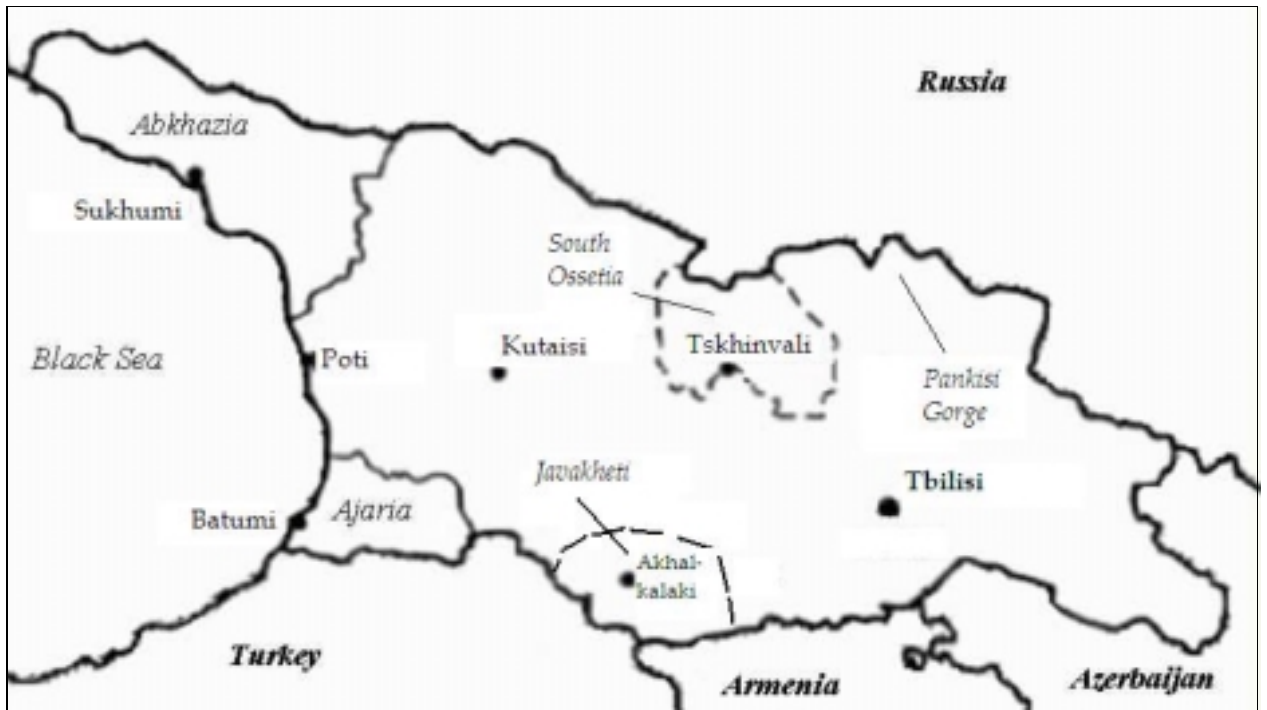 Russia
Abkhazia
Sukhumi
South
Ossetia
Black Sea
Poti
Kutaisi
Tskhinvali
Pankisi
Gorge
Javakheti
Tbilisi
Batumi
Ajaria
Akhal-
kalaki
Turkey
Armenia
Azerbaijan